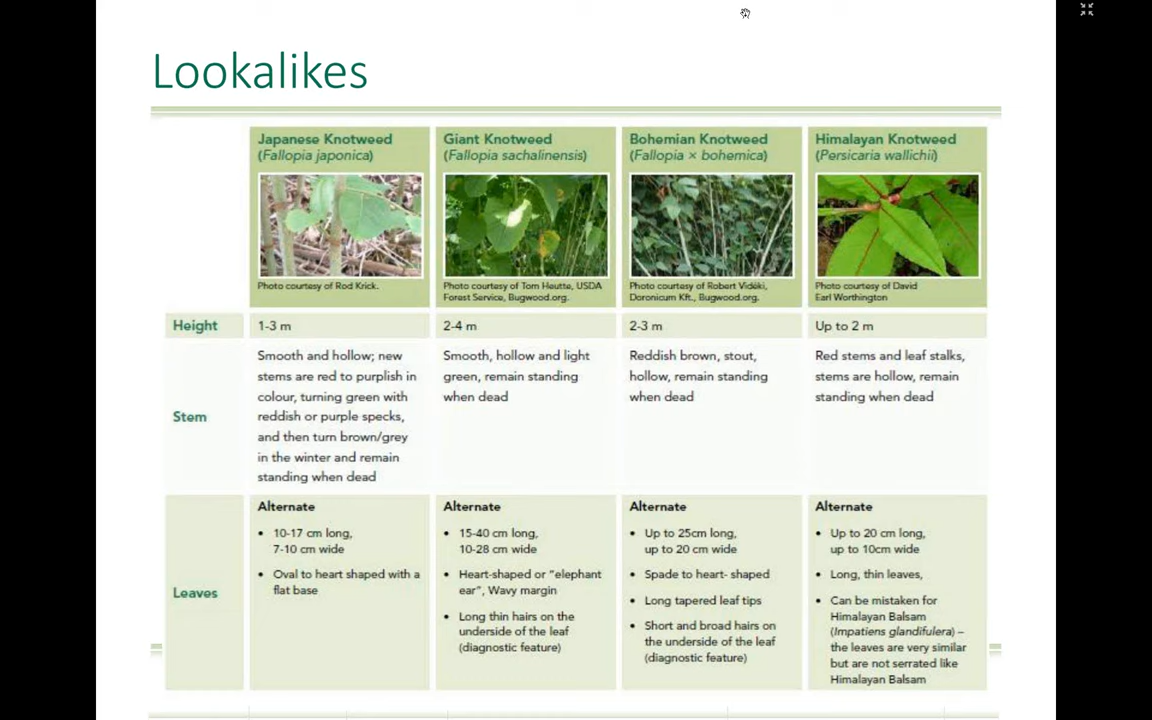 Lookalikes
Japanese Knotweed
(Fallopia japonica)
Photo courtesy of Rod Krick.
Giant Knotweed
(Fallopia sachalinensis)
Photo courtesy of Tom Heutte, USDA
Forest Service, Bugwood.org.
Bohemian Knotweed
(Fallopia × bohemica)
Photo courtesy of Robert Vidéki,
Doronicum Kft., Bugwood.org.
Himalayan Knotweed
(Persicaria wallichii)
Photo courtesy of David
Earl Worthington
Height
1-3 m
2-4 m
2-3 m
Up to 2 m
Stem
Smooth and hollow; new
stems are red to purplish in
colour, turning green with
reddish or purple specks,
and then turn brown/grey
in the winter and remain
standing when dead
Smooth, hollow and light
green, remain standing
when dead
Reddish brown, stout,
hollow, remain standing
when dead
Red stems and leaf stalks,
stems are hollow, remain
standing when dead
Leaves
Alternate
• 10-17 cm long,
7-10 cm wide
• Oval to heart shaped with a
flat base
Alternate
• 15-40 cm long,
10-28 cm wide
• Heart-shaped or "elephant
ear", Wavy margin
• Long thin hairs on the
underside of the leaf
(diagnostic feature)
Alternate
• Up to 25cm long,
up to 20 cm wide
• Spade to heart- shaped
• Long tapered leaf tips
• Short and broad hairs on
the underside of the leaf
(diagnostic feature)
Alternate
• Up to 20 cm long,
up to 10cm wide
• Long, thin leaves,
• Can be mistaken for
Himalayan Balsam
(Impatiens glandifulera) –
the leaves are very similar
but are not serrated like
Himalayan Balsam